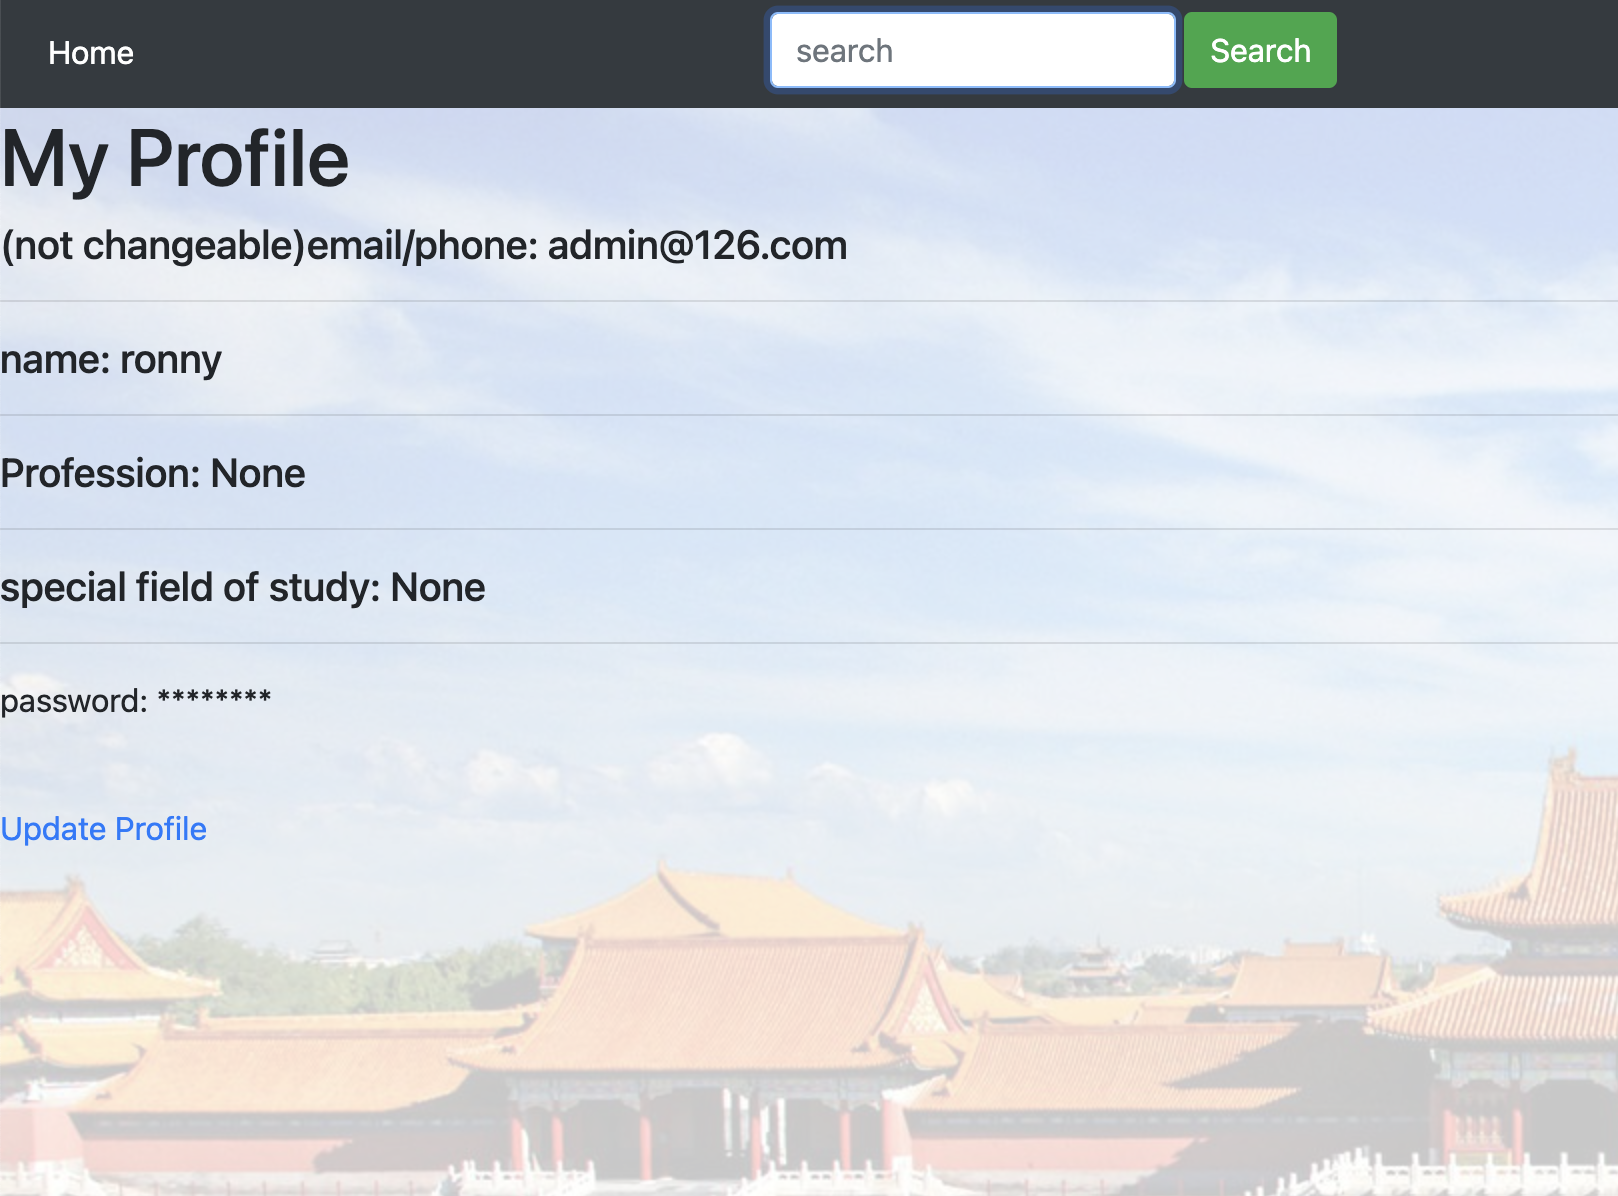 Home search Search
My Profile
(not changeable)email/phone: admin@126.com
name: ronny
Profession: None
special field of study: None
password: ********
Update Profile